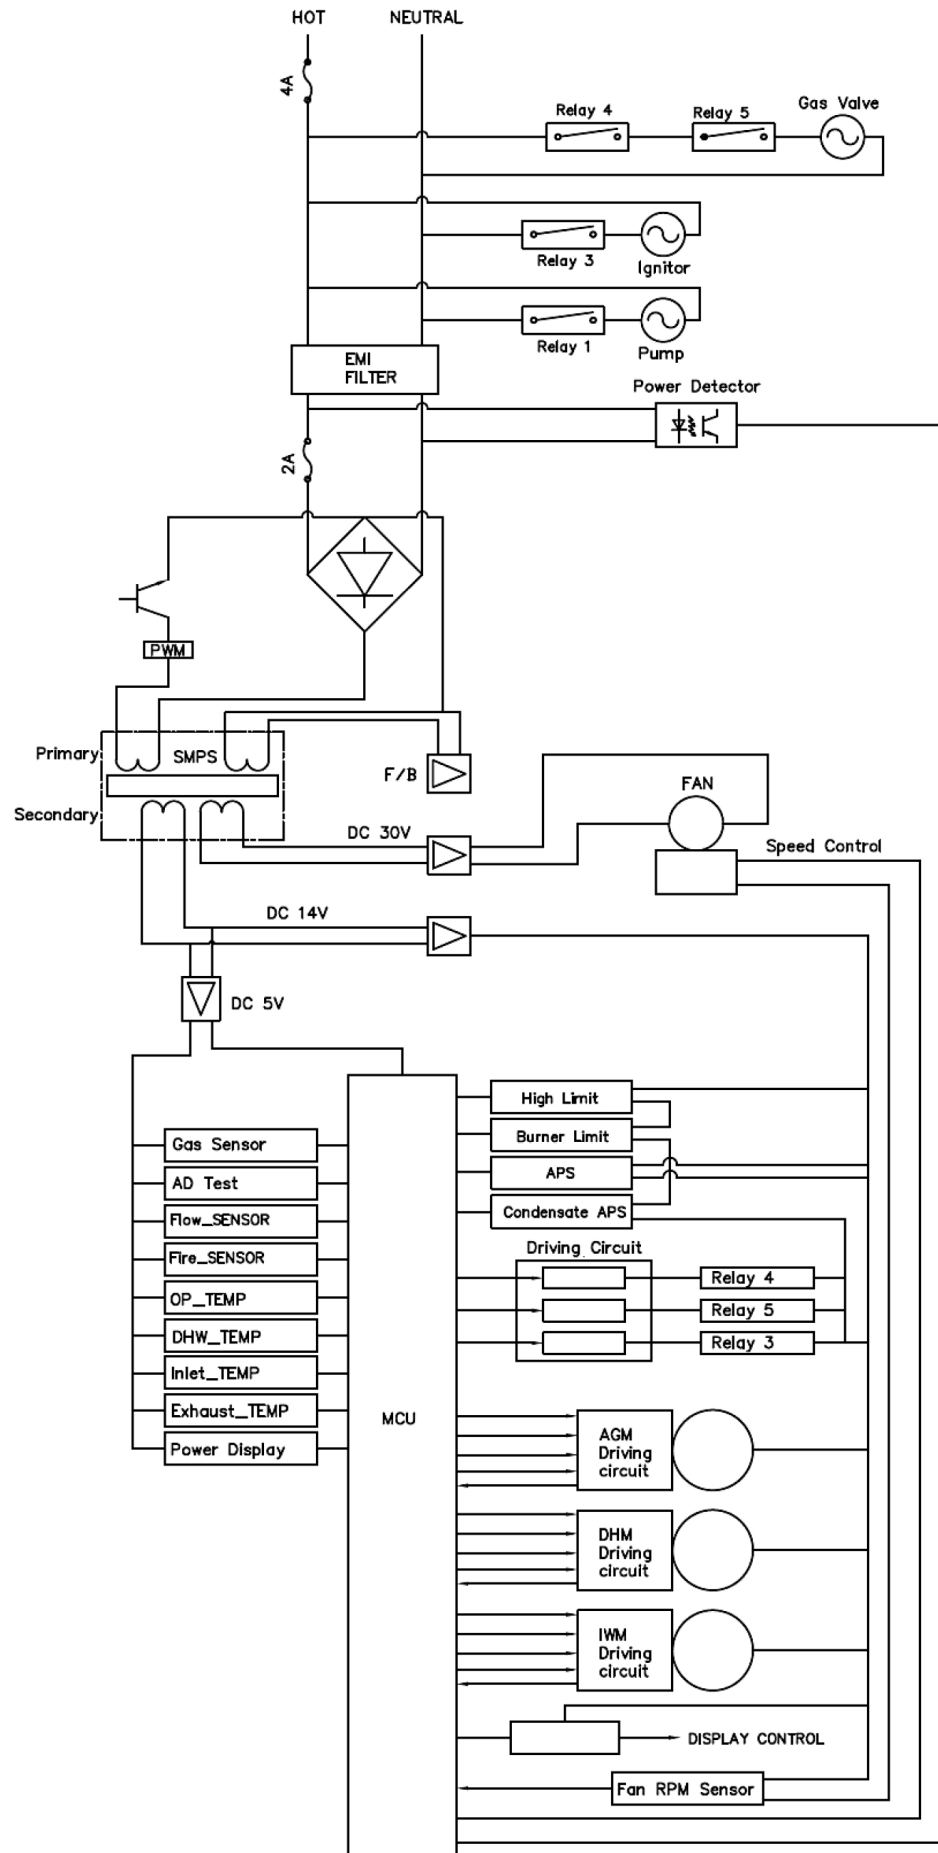 HOT
NEUTRAL
4A
Relay 4
Relay 5
Gas Valve
Relay 3
Ignitor
Relay 1
Pump
EMI
FILTER
Power Detector
2A
PWM
Primary
SMPS
F/B
Secondary
FAN
DC 30V
Speed Control
DC 14V
DC 5V
High Limit
Burner Limit
APS
Condensate APS
Gas Sensor
AD Test
Flow_SENSOR
Fire_SENSOR
OP_TEMP
DHW_TEMP
Inlet_TEMP
Exhaust_TEMP
Power Display
Driving Circuit
Relay 4
Relay 5
Relay 3
MCU
AGM
Driving
circuit
DHM
Driving
circuit
IWM
Driving
circuit
DISPLAY CONTROL
Fan RPM Sensor